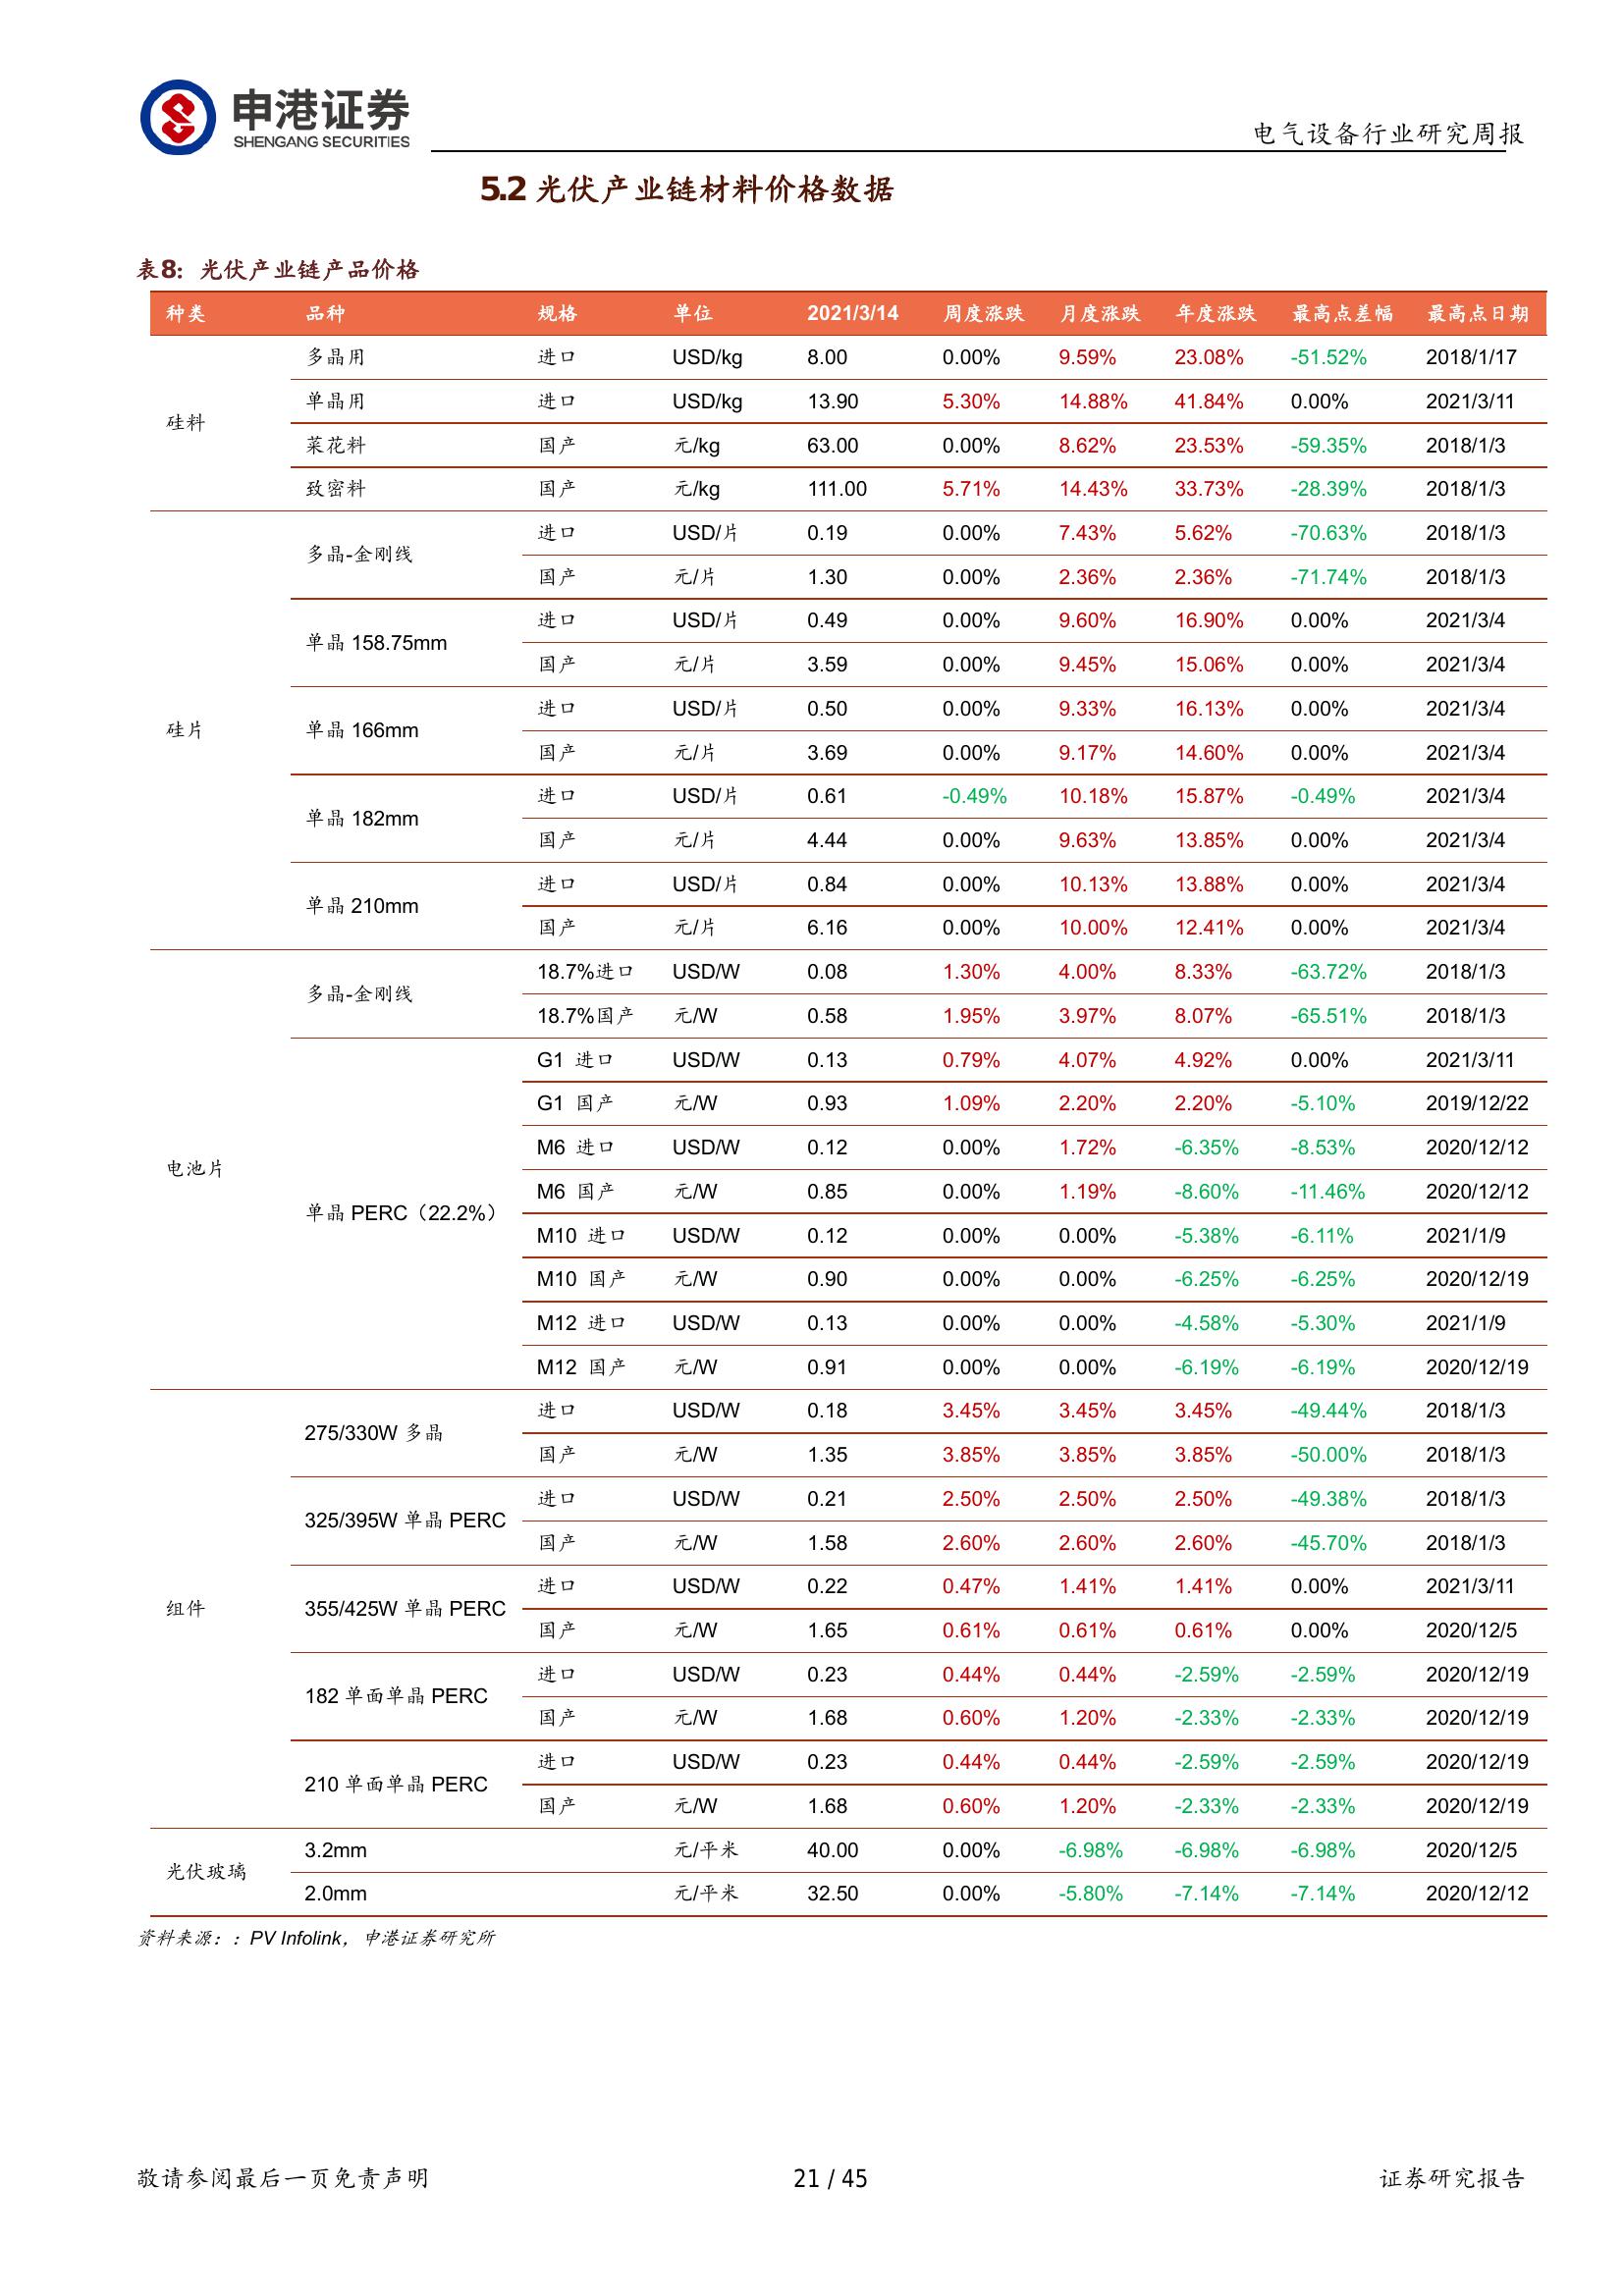 申港证券
SHENGANG SECURITIES
电气设备行业研究周报
5.2 光伏产业链材料价格数据
表8：光伏产业链产品价格
种类 品种 规格 单位 2021/3/14 周度涨跌 月度涨跌 年度涨跌 最高点差幅 最高点日期
硅料 多晶用 进口 USD/kg 8.00 0.00% 9.59% 23.08% -51.52% 2018/1/17
单晶用 进口 USD/kg 13.90 5.30% 14.88% 41.84% 0.00% 2021/3/11
菜花料 国产 元/kg 63.00 0.00% 8.62% 23.53% -59.35% 2018/1/3
致密料 国产 元/kg 111.00 5.71% 14.43% 33.73% -28.39% 2018/1/3
硅片 多晶-金刚线 进口 USD/片 0.19 0.00% 7.43% 5.62% -70.63% 2018/1/3
国产 元/片 1.30 0.00% 2.36% 2.36% -71.74% 2018/1/3
单晶 158.75mm 进口 USD/片 0.49 0.00% 9.60% 16.90% 0.00% 2021/3/4
国产 元/片 3.59 0.00% 9.45% 15.06% 0.00% 2021/3/4
单晶 166mm 进口 USD/片 0.50 0.00% 9.33% 16.13% 0.00% 2021/3/4
国产 元/片 3.69 0.00% 9.17% 14.60% 0.00% 2021/3/4
单晶 182mm 进口 USD/片 0.61 -0.49% 10.18% 15.87% -0.49% 2021/3/4
国产 元/片 4.44 0.00% 9.63% 13.85% 0.00% 2021/3/4
单晶 210mm 进口 USD/片 0.84 0.00% 10.13% 13.88% 0.00% 2021/3/4
国产 元/片 6.16 0.00% 10.00% 12.41% 0.00% 2021/3/4
电池片 多晶-金刚线 18.7%进口 USD/W 0.08 1.30% 4.00% 8.33% -63.72% 2018/1/3
18.7%国产 元/W 0.58 1.95% 3.97% 8.07% -65.51% 2018/1/3
单晶 PERC（22.2%） G1 进口 USD/W 0.13 0.79% 4.07% 4.92% 0.00% 2021/3/11
G1 国产 元/W 0.93 1.09% 2.20% 2.20% -5.10% 2019/12/22
M6 进口 USD/W 0.12 0.00% 1.72% -6.35% -8.53% 2020/12/12
M6 国产 元/W 0.85 0.00% 1.19% -8.60% -11.46% 2020/12/12
M10 进口 USD/W 0.12 0.00% 0.00% -5.38% -6.11% 2021/1/9
M10 国产 元/W 0.90 0.00% 0.00% -6.25% -6.25% 2020/12/19
M12 进口 USD/W 0.13 0.00% 0.00% -4.58% -5.30% 2021/1/9
M12 国产 元/W 0.91 0.00% 0.00% -6.19% -6.19% 2020/12/19
组件 275/330W 多晶 进口 USD/W 0.18 3.45% 3.45% 3.45% -49.44% 2018/1/3
国产 元/W 1.35 3.85% 3.85% 3.85% -50.00% 2018/1/3
325/395W 单晶 PERC 进口 USD/W 0.21 2.50% 2.50% 2.50% -49.38% 2018/1/3
国产 元/W 1.58 2.60% 2.60% 2.60% -45.70% 2018/1/3
355/425W 单晶 PERC 进口 USD/W 0.22 0.47% 1.41% 1.41% 0.00% 2021/3/11
国产 元/W 1.65 0.61% 0.61% 0.61% 0.00% 2020/12/5
182 单面单晶 PERC 进口 USD/W 0.23 0.44% 0.44% -2.59% -2.59% 2020/12/19
国产 元/W 1.68 0.60% 1.20% -2.33% -2.33% 2020/12/19
210 单面单晶 PERC 进口 USD/W 0.23 0.44% 0.44% -2.59% -2.59% 2020/12/19
国产 元/W 1.68 0.60% 1.20% -2.33% -2.33% 2020/12/19
光伏玻璃 3.2mm 元/平米 40.00 0.00% -6.98% -6.98% -6.98% 2020/12/5
2.0mm 元/平米 32.50 0.00% -5.80% -7.14% -7.14% 2020/12/12
资料来源：：PV Infolink，申港证券研究所
敬请参阅最后一页免责声明 21 / 45 证券研究报告